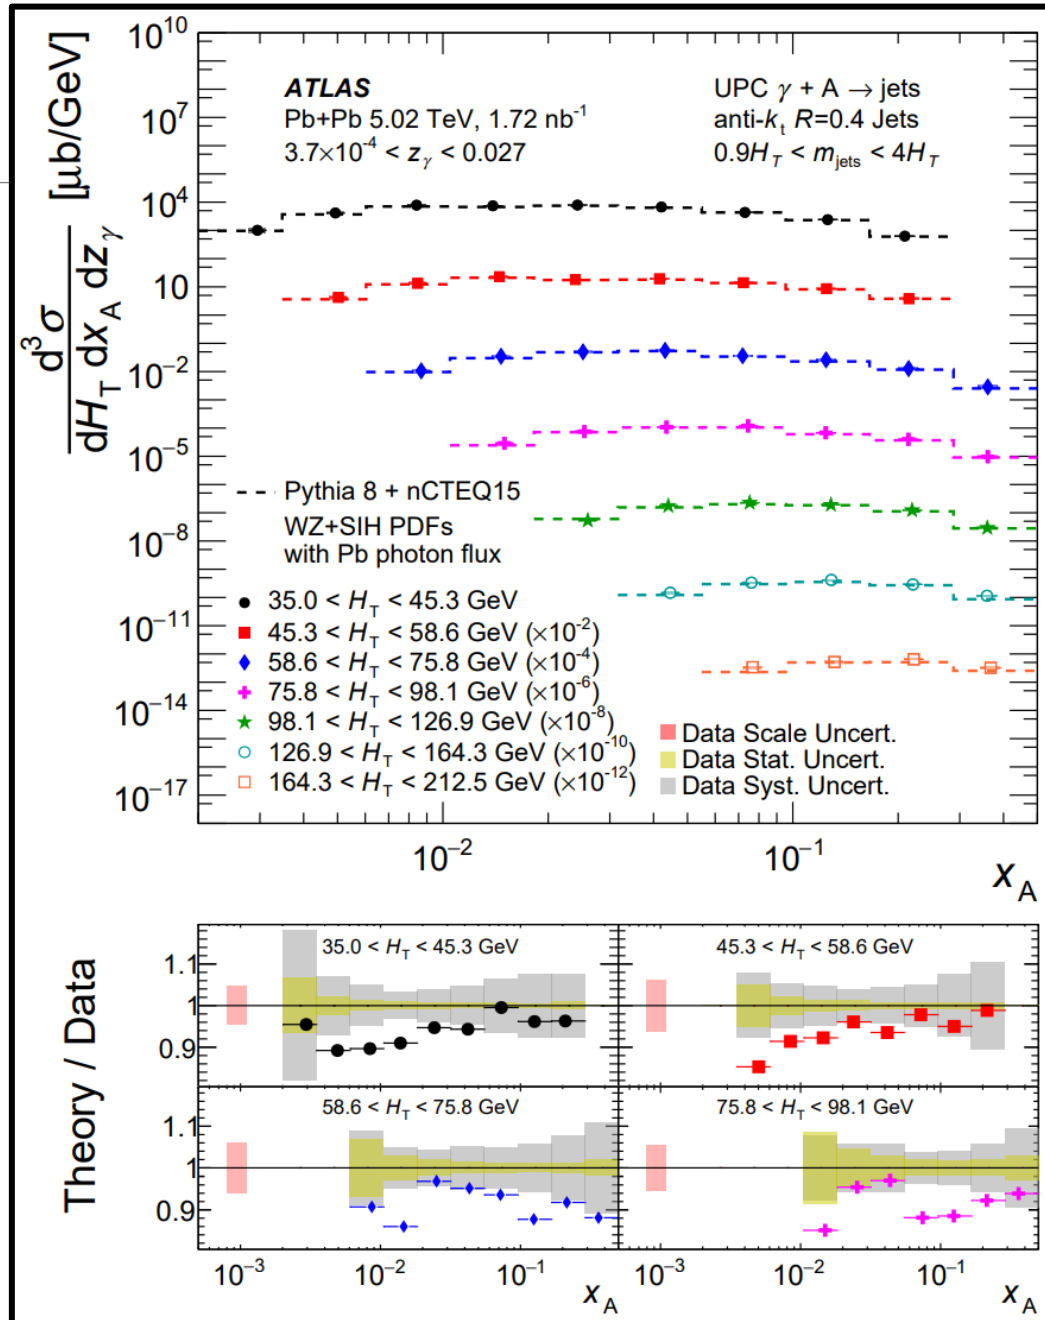 d³σ / dH_T dx_A dz_γ [μb/GeV]
10^10
10^7
10^4
10
10^−2
10^−5
10^−8
10^−11
10^−14
10^−17
ATLAS
Pb+Pb 5.02 TeV, 1.72 nb^-1
3.7×10^-4 < z_γ < 0.027
UPC γ + A → jets
anti-k_t R=0.4 Jets
0.9H_T < m_jets < 4H_T
Pythia 8 + nCTEQ15
WZ+SIH PDFs
with Pb photon flux
35.0 < H_T < 45.3 GeV
45.3 < H_T < 58.6 GeV (×10^-2)
58.6 < H_T < 75.8 GeV (×10^-4)
75.8 < H_T < 98.1 GeV (×10^-6)
98.1 < H_T < 126.9 GeV (×10^-8)
126.9 < H_T < 164.3 GeV (×10^-10)
164.3 < H_T < 212.5 GeV (×10^-12)
Data Scale Uncert.
Data Stat. Uncert.
Data Syst. Uncert.
10^−2
10^−1
x_A
Theory / Data
35.0 < H_T < 45.3 GeV
45.3 < H_T < 58.6 GeV
1.1
1
0.9
58.6 < H_T < 75.8 GeV
75.8 < H_T < 98.1 GeV
1.1
1
0.9
10^−3 10^−2 10^−1
x_A
10^−3 10^−2 10^−1
x_A